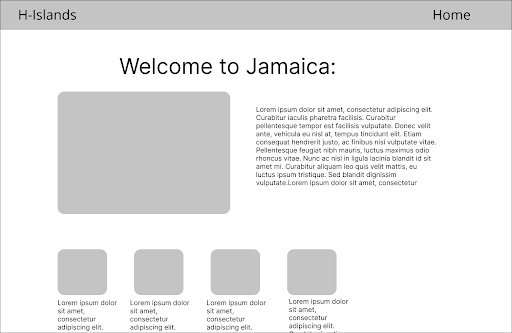 H-Islands Home
Welcome to Jamaica:
Lorem ipsum dolor sit amet, consectetur adipiscing elit.
Curabitur iaculis pharetra facilisis. Curabitur
pellentesque tempor est facilisis vulputate. Donec velit
ante, vehicula eu nisl at, tempus tincidunt elit. Etiam
consequat hendrerit justo, ac finibus nisi vulputate vitae.
Pellentesque feugiat nibh mauris, luctus maximus odio
rhoncus vitae. Nunc ac nisl in ligula lacinia blandit id sit
amet mi. Curabitur aliquam leo quis velit mattis, eu
luctus ipsum tristique. Sed blandit dignissim
vulputate.Lorem ipsum dolor sit amet, consectetur
Lorem ipsum dolor
sit amet,
consectetur
adipiscing elit.
Lorem ipsum dolor
sit amet,
consectetur
adipiscing elit.
Lorem ipsum dolor
sit amet,
consectetur
adipiscing elit.
Lorem ipsum dolor
sit amet,
consectetur
adipiscing elit.